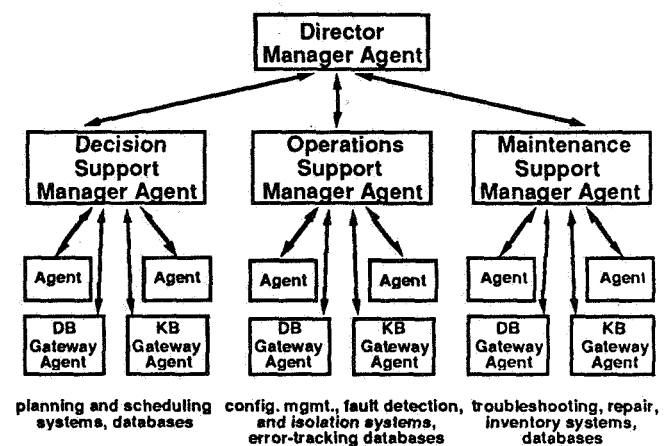 Director
Manager Agent
Decision
Support
Manager Agent
Operations
Support
Manager Agent
Maintenance
Support
Manager Agent
Agent
Agent
Agent
Agent
Agent
Agent
DB
Gateway
Agent
KB
Gateway
Agent
DB
Gateway
Agent
KB
Gateway
Agent
DB
Gateway
Agent
KB
Gateway
Agent
planning and scheduling
systems, databases
config. mgmt., fault detection,
and isolation systems,
error-tracking databases
troubleshooting, repair,
inventory systems,
databases